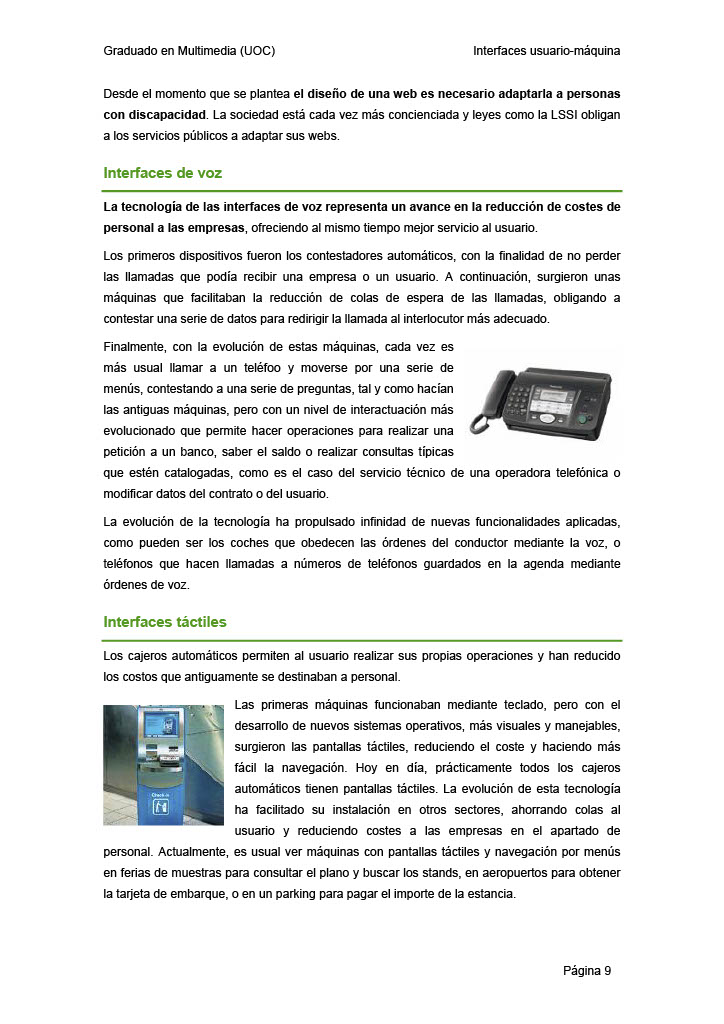 Graduado en Multimedia (UOC)
Interfaces usuario-máquina
Desde el momento que se plantea el diseño de una web es necesario adaptarla a personas
con discapacidad. La sociedad está cada vez más concienciada y leyes como la LSSI obligan
a los servicios públicos a adaptar sus webs.
Interfaces de voz
La tecnología de las interfaces de voz representa un avance en la reducción de costes de
personal a las empresas, ofreciendo al mismo tiempo mejor servicio al usuario.
Los primeros dispositivos fueron los contestadores automáticos, con la finalidad de no perder
las llamadas que podía recibir una empresa o un usuario. A continuación, surgieron unas
máquinas que facilitaban la reducción de colas de espera de las llamadas, obligando a
contestar una serie de datos para redirigir la llamada al interlocutor más adecuado.
Finalmente, con la evolución de estas máquinas, cada vez es
más usual llamar a un teléfoo y moverse por una serie de
menús, contestando a una serie de preguntas, tal y como hacían
las antiguas máquinas, pero con un nivel de interactuación más
evolucionado que permite hacer operaciones para realizar una
petición a un banco, saber el saldo o realizar consultas típicas
que estén catalogadas, como es el caso del servicio técnico de una operadora telefónica o
modificar datos del contrato o del usuario.
La evolución de la tecnología ha propulsado infinidad de nuevas funcionalidades aplicadas,
como pueden ser los coches que obedecen las órdenes del conductor mediante la voz, o
teléfonos que hacen llamadas a números de teléfonos guardados en la agenda mediante
órdenes de voz.
Interfaces táctiles
Los cajeros automáticos permiten al usuario realizar sus propias operaciones y han reducido
los costos que antiguamente se destinaban a personal.
Las primeras máquinas funcionaban mediante teclado, pero con el
desarrollo de nuevos sistemas operativos, más visuales y manejables,
surgieron las pantallas táctiles, reduciendo el coste y haciendo más
fácil la navegación. Hoy en día, prácticamente todos los cajeros
automáticos tienen pantallas táctiles. La evolución de esta tecnología
ha facilitado su instalación en otros sectores, ahorrando colas al
usuario y reduciendo costes a las empresas en el apartado de
Check-in
personal. Actualmente, es usual ver máquinas con pantallas táctiles y navegación por menús
en ferias de muestras para consultar el plano y buscar los stands, en aeropuertos para obtener
la tarjeta de embarque, o en un parking para pagar el importe de la estancia.
Página 9